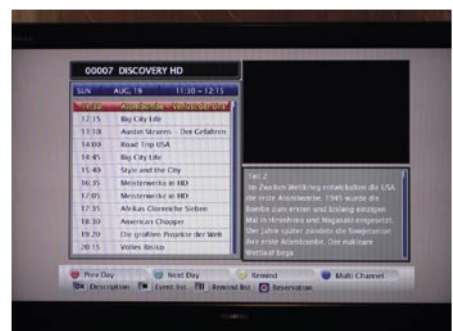 00007 DISCOVERY HD
SUN AUG, 19 11:30 – 12:15
11:30 Atombombe -
12:15 Big City Life
13:10 Austin Stevens - Der Gefahren
14:00 Road Trip USA
14:45 Big City Life
15:40 Style and the City
16:35 Meisterwerke in HD
17:05 Meisterwerke in HD
17:35 Afrikas Glorreiche Sieben
18:30 American Chopper
19:20 Die größten Projekte der Welt
20:15 Volles Risiko
Teil 2
Im Zweiten Weltkrieg entwickelten die USA
die erste Atombombe. 1945 wurde die
Bombe zum ersten und bislang einzigen
Mal in Hiroshima und Nagasaki eingesetzt.
Vier Jahre später zündete die Sowjetunion
ihre erste Atombombe. Die nukleare
Wettlauf bega
Prev Day Next Day Remind Multi Channel
Description Event list Remind list Reservation